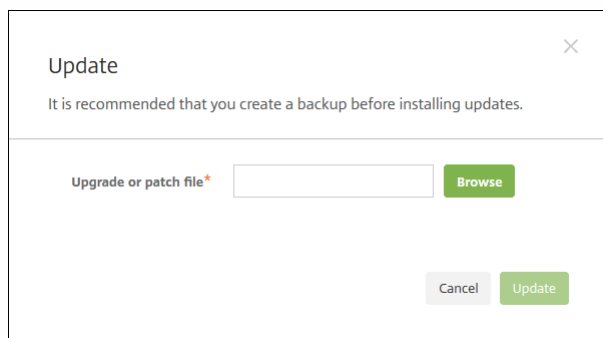 Update
It is recommended that you create a backup before installing updates.
Upgrade or patch file*
Browse
Cancel
Update